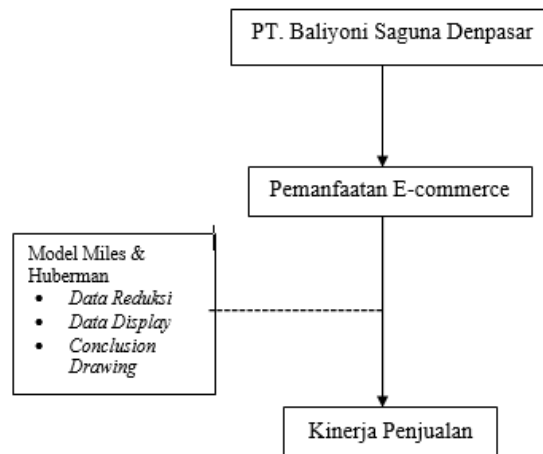 PT. Baliyoni Saguna Denpasar
Pemanfaatan E-commerce
Model Miles &
Huberman
• Data Reduksi
• Data Display
• Conclusion
Drawing
Kinerja Penjualan